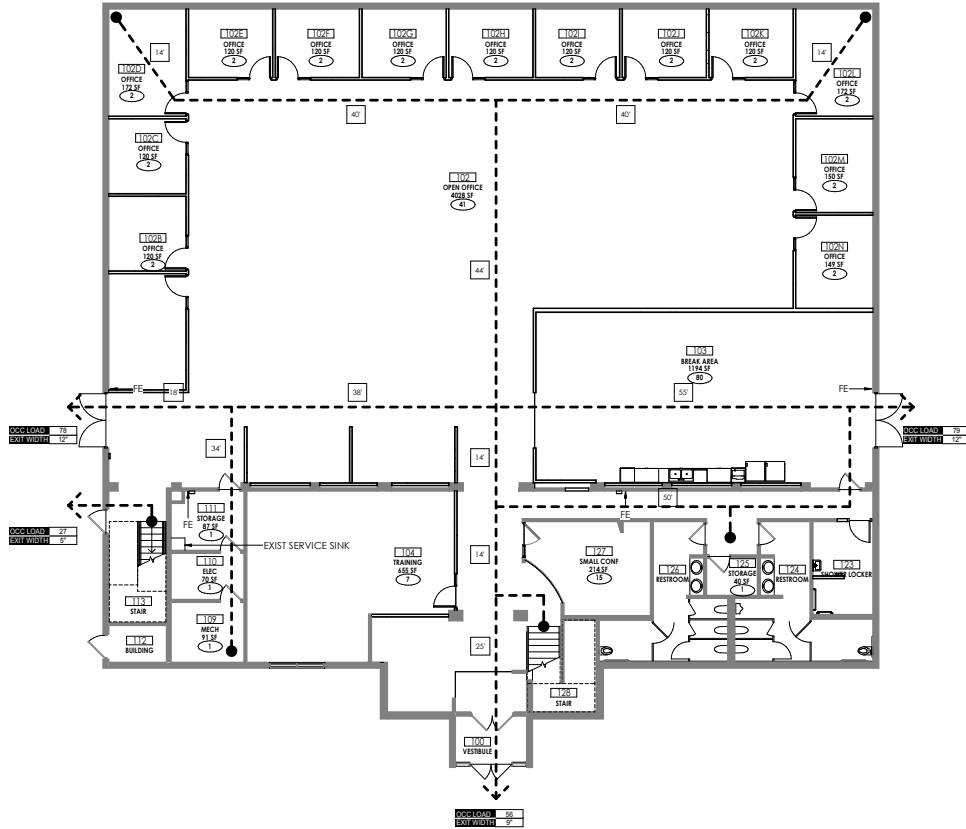 102E
OFFICE
120 SF
2
102F
OFFICE
120 SF
2
102G
OFFICE
120 SF
2
102H
OFFICE
120 SF
2
102I
OFFICE
120 SF
2
102J
OFFICE
120 SF
2
102K
OFFICE
120 SF
2
14'
14'
102D
OFFICE
172 SF
2
102L
OFFICE
172 SF
2
40'
40'
102C
OFFICE
120 SF
2
102M
OFFICE
150 SF
2
102
OPEN OFFICE
4028 SF
41
102B
OFFICE
120 SF
2
102N
OFFICE
149 SF
2
44'
103
BREAK AREA
1194 SF
80
FE
18'
38'
55'
FE
OCC LOAD 78
EXIT WIDTH 12"
OCC LOAD 79
EXIT WIDTH 12"
34'
14'
50'
FE
FE
111
STORAGE
87 SF
1
OCC LOAD 27
EXIT WIDTH 5"
EXIST SERVICE SINK
104
TRAINING
655 SF
7
14'
127
SMALL CONF
214 SF
15
110
ELEC
70 SF
1
126
RESTROOM
125
STORAGE
40 SF
1
124
RESTROOM
123
SHOWER LOCKER
113
STAIR
109
MECH
91 SF
1
112
BUILDING
25'
128
STAIR
100
VESTIBULE
OCC LOAD 56
EXIT WIDTH 9"